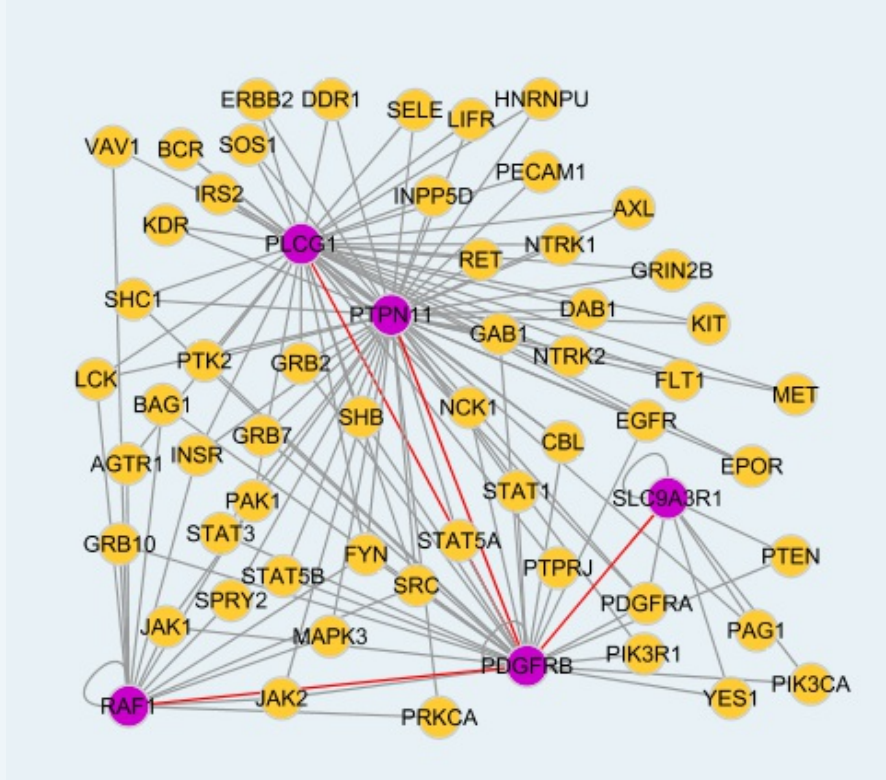 ERBB2
DDR1
SELE
LIFR
HNRNPU
VAV1
BCR
SOS1
PECAM1
IRS2
INPP5D
AXL
KDR
PLCG1
RET
NTRK1
GRIN2B
SHC1
PTPN11
DAB1
KIT
GAB1
NTRK2
LCK
PTK2
GRB2
FLT1
MET
BAG1
SHB
NCK1
EGFR
GRB7
CBL
AGTR1
INSR
EPOR
STAT1
SLC9A3R1
PAK1
GRB10
STAT3
FYN
STAT5A
PTEN
STAT5B
SRC
PTPRJ
SPRY2
PDGFRA
JAK1
MAPK3
PAG1
PDGFRB
PIK3R1
RAF1
JAK2
PRKCA
YES1
PIK3CA